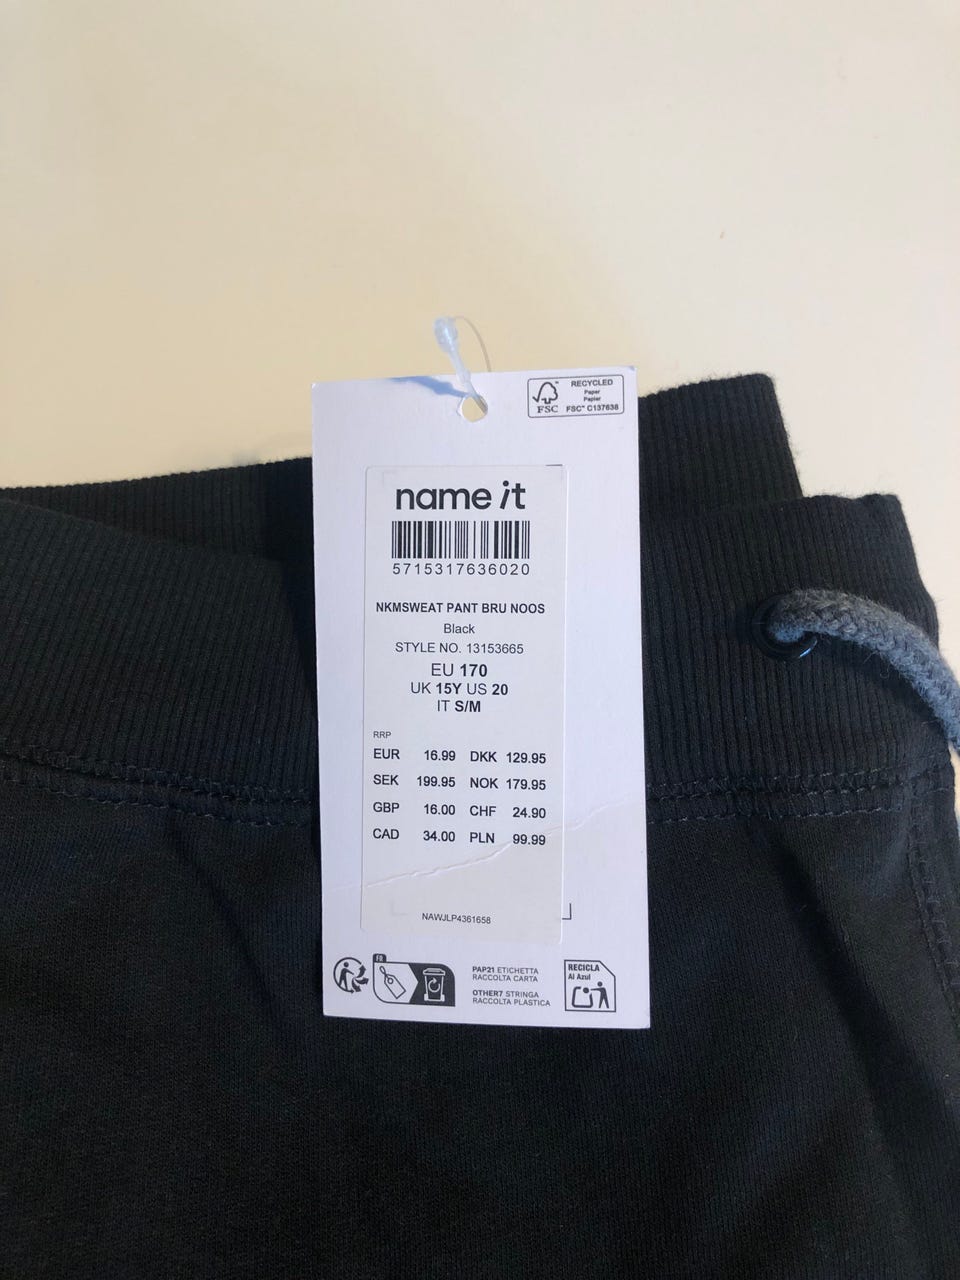 RECYCLED
Paper
Papier
FSC™ C137638
FSC
name it
5715317636020
NKMSWEAT PANT BRU NOOS
Black
STYLE NO. 13153665
EU 170
UK 15Y US 20
IT S/M
RRP
EUR 16.99 DKK 129.95
SEK 199.95 NOK 179.95
GBP 16.00 CHF 24.90
CAD 34.00 PLN 99.99
NAWJLP4361658
FR
PAP21 ETICHETTA
RACCOLTA CARTA
OTHER7 STRINGA
RACCOLTA PLASTICA
RECICLA
Al Azul